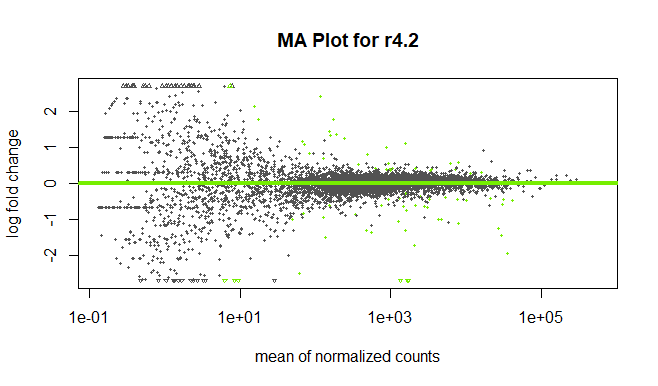 MA Plot for r4.2
log fold change
2
1
0
-1
-2
1e-01
1e+01
1e+03
1e+05
mean of normalized counts